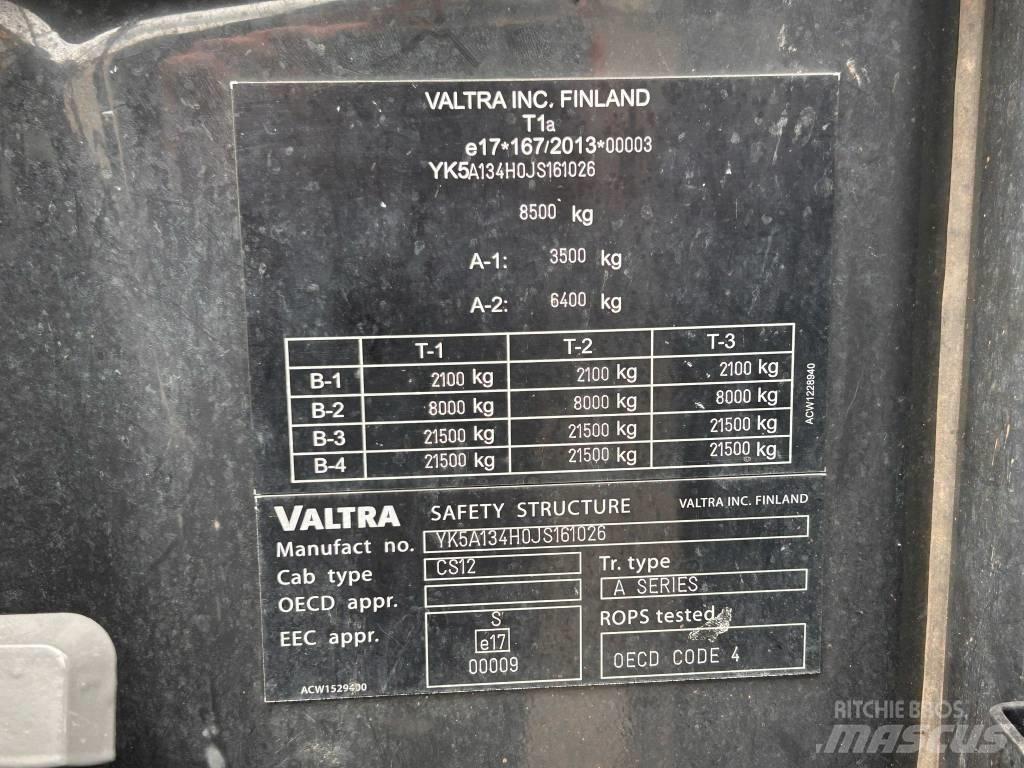 VALTRA INC. FINLAND
T1a
e17*167/2013*00003
YK5A134H0JS161026
8500 kg
A-1: 3500 kg
A-2: 6400 kg
T-1 T-2 T-3
B-1 2100 kg 2100 kg 2100 kg
B-2 8000 kg 8000 kg 8000 kg
B-3 21500 kg 21500 kg 21500 kg
B-4 21500 kg 21500 kg 21500 kg
ACW1228940
VALTRA SAFETY STRUCTURE VALTRA INC. FINLAND
Manufact no. YK5A134H0JS161026
Cab type CS12 Tr. type
OECD appr. A SERIES
EEC appr. S ROPS tested
e17
00009 OECD CODE 4
ACW1529400
RITCHIE BROS.
MASCUS